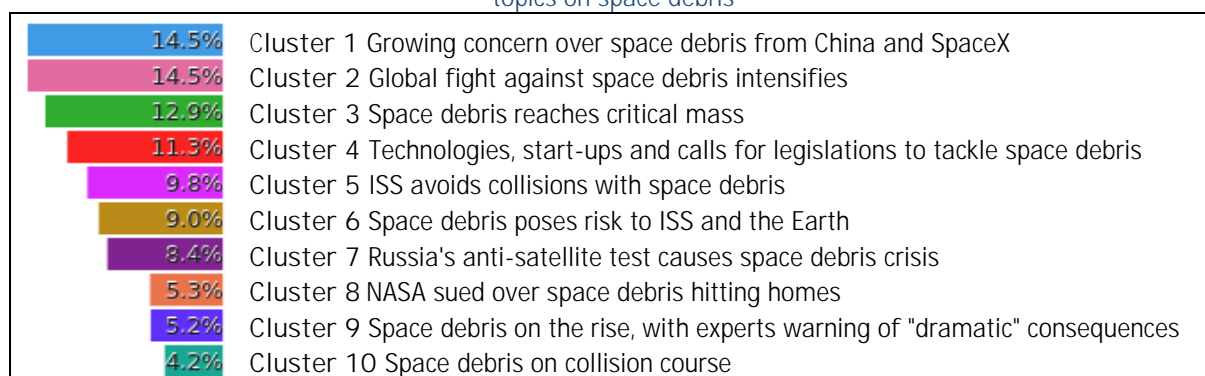 topics on space debris
14.5% Cluster 1 Growing concern over space debris from China and SpaceX
14.5% Cluster 2 Global fight against space debris intensifies
12.9% Cluster 3 Space debris reaches critical mass
11.3% Cluster 4 Technologies, start-ups and calls for legislations to tackle space debris
9.8% Cluster 5 ISS avoids collisions with space debris
9.0% Cluster 6 Space debris poses risk to ISS and the Earth
8.4% Cluster 7 Russia's anti-satellite test causes space debris crisis
5.3% Cluster 8 NASA sued over space debris hitting homes
5.2% Cluster 9 Space debris on the rise, with experts warning of "dramatic" consequences
4.2% Cluster 10 Space debris on collision course